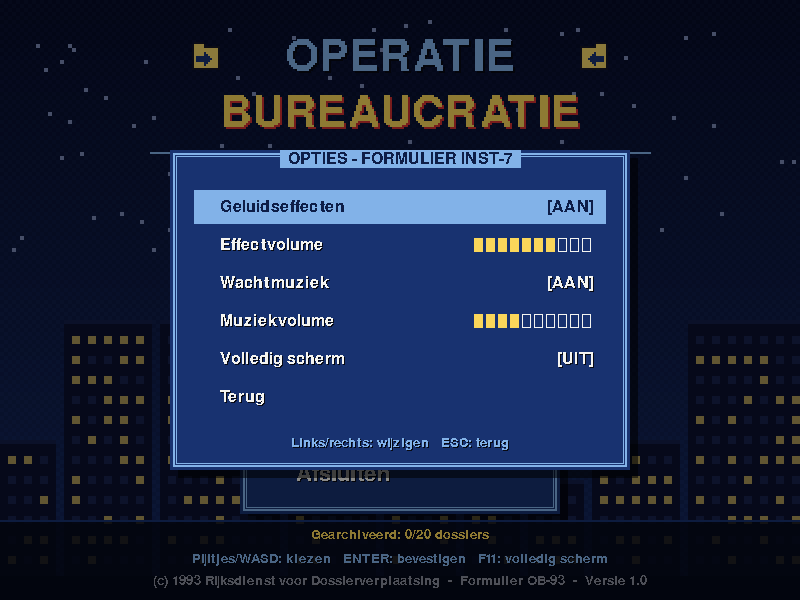 OPERATIE
BUREAUCRATIE
OPTIES - FORMULIER INST-7
Geluidseffecten [AAN]
Effectvolume
Wachtmuziek [AAN]
Muziekvolume
Volledig scherm [UIT]
Terug
Links/rechts: wijzigen ESC: terug
Afsluiten
Gearchiveerd: 0/20 dossiers
Pijltjes/WASD: kiezen ENTER: bevestigen F11: volledig scherm
(c) 1993 Rijksdienst voor Dossierverplaatsing - Formulier OB-93 - Versie 1.0